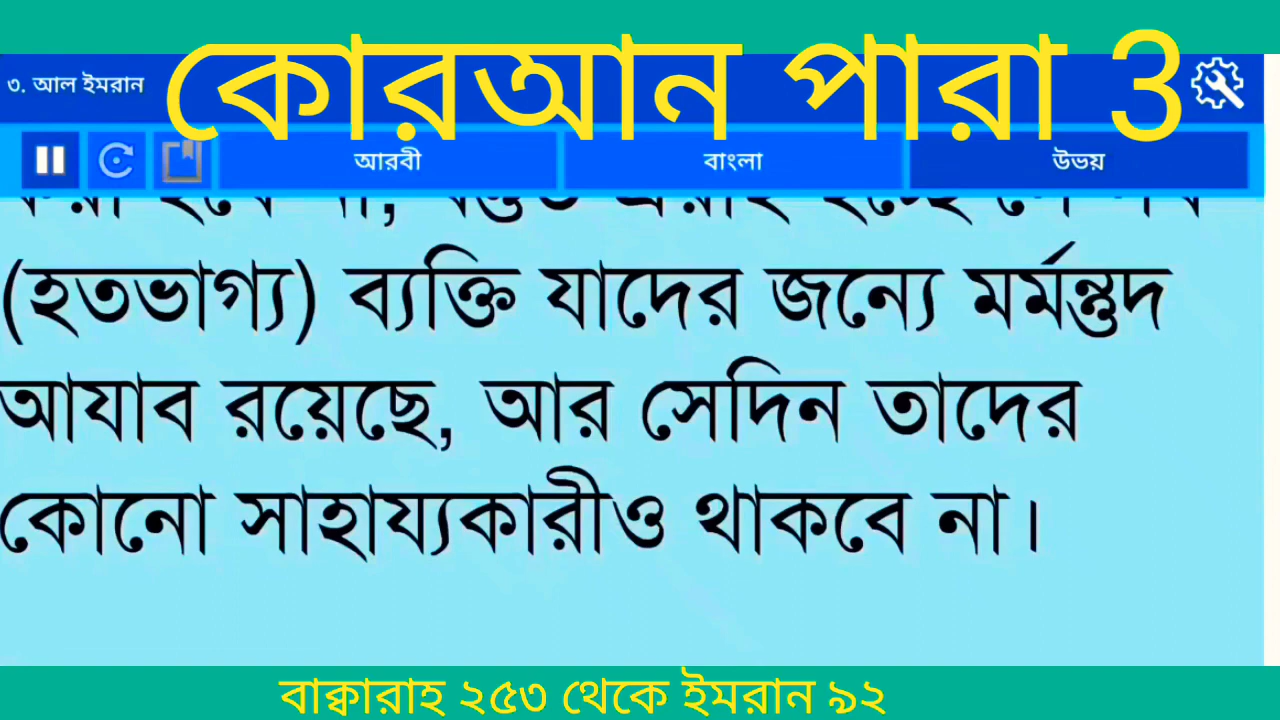 কোরআন পারা 3
৩. আল ইমরান
আরবী
বাংলা
উভয়
(হতভাগ্য) ব্যক্তি যাদের জন্যে মর্মন্তুদ
আযাব রয়েছে, আর সেদিন তাদের
কোনো সাহায্যকারীও থাকবে না।
বাক্বারাহ ২৫৩ থেকে ইমরান ৯২